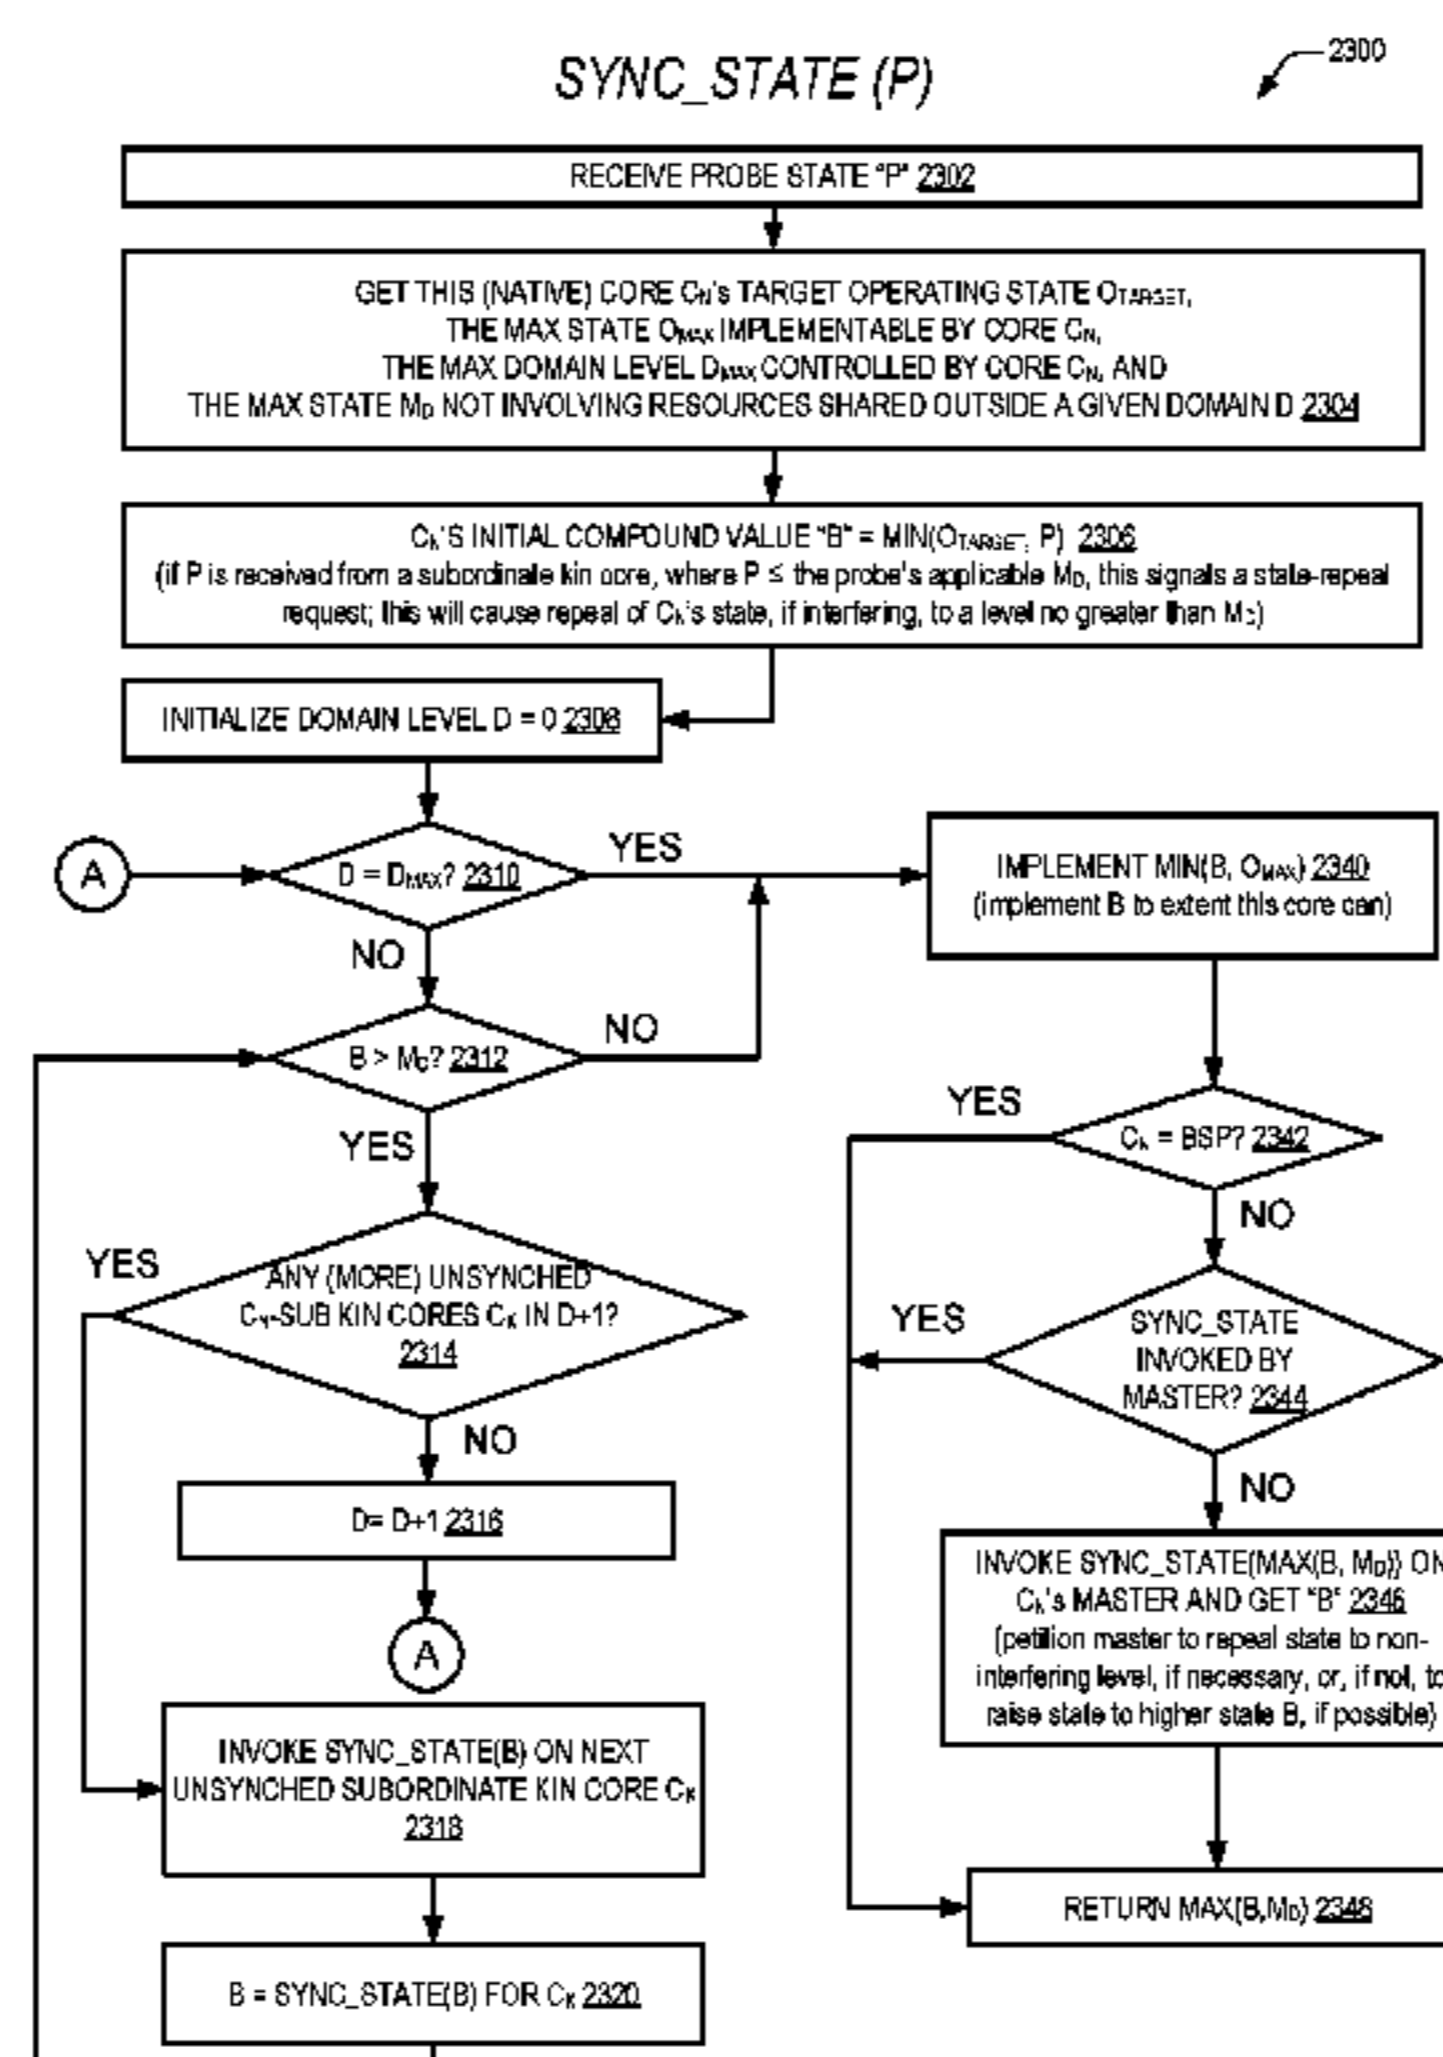 2300
SYNC_STATE (P)
RECEIVE PROBE STATE "P" 2302
GET THIS (NATIVE) CORE CN's TARGET OPERATING STATE OTARGET,
THE MAX STATE OMAX IMPLEMENTABLE BY CORE CN,
THE MAX DOMAIN LEVEL DMAX CONTROLLED BY CORE CN, AND
THE MAX STATE MD NOT INVOLVING RESOURCES SHARED OUTSIDE A GIVEN DOMAIN D 2304
CN'S INITIAL COMPOUND VALUE "B" = MIN(OTARGET, P) 2306
(if P is received from a subordinate kin core, where P ≤ the probe's applicable MD, this signals a state-repeal
request; this will cause repeal of CN's state, if interfering, to a level no greater than MD)
INITIALIZE DOMAIN LEVEL D = 0 2308
A
D = DMAX? 2310
YES
NO
IMPLEMENT MIN(B, OMAX) 2340
(implement B to extent this core can)
B > MD? 2312
NO
YES
CN = BSP? 2342
YES
NO
ANY (MORE) UNSYNCHED
CN-SUB KIN CORES CK IN D+1?
2314
YES
NO
SYNC_STATE
INVOKED BY
MASTER? 2344
YES
NO
D= D+1 2316
A
INVOKE SYNC_STATE(MAX(B, MD)) ON
CN's MASTER AND GET "B" 2346
(petition master to repeal state to non-
interfering level, if necessary, or, if not, to
raise state to higher state B, if possible)
INVOKE SYNC_STATE(B) ON NEXT
UNSYNCHED SUBORDINATE KIN CORE CK
2318
RETURN MAX(B,MD) 2348
B = SYNC_STATE(B) FOR CK 2320